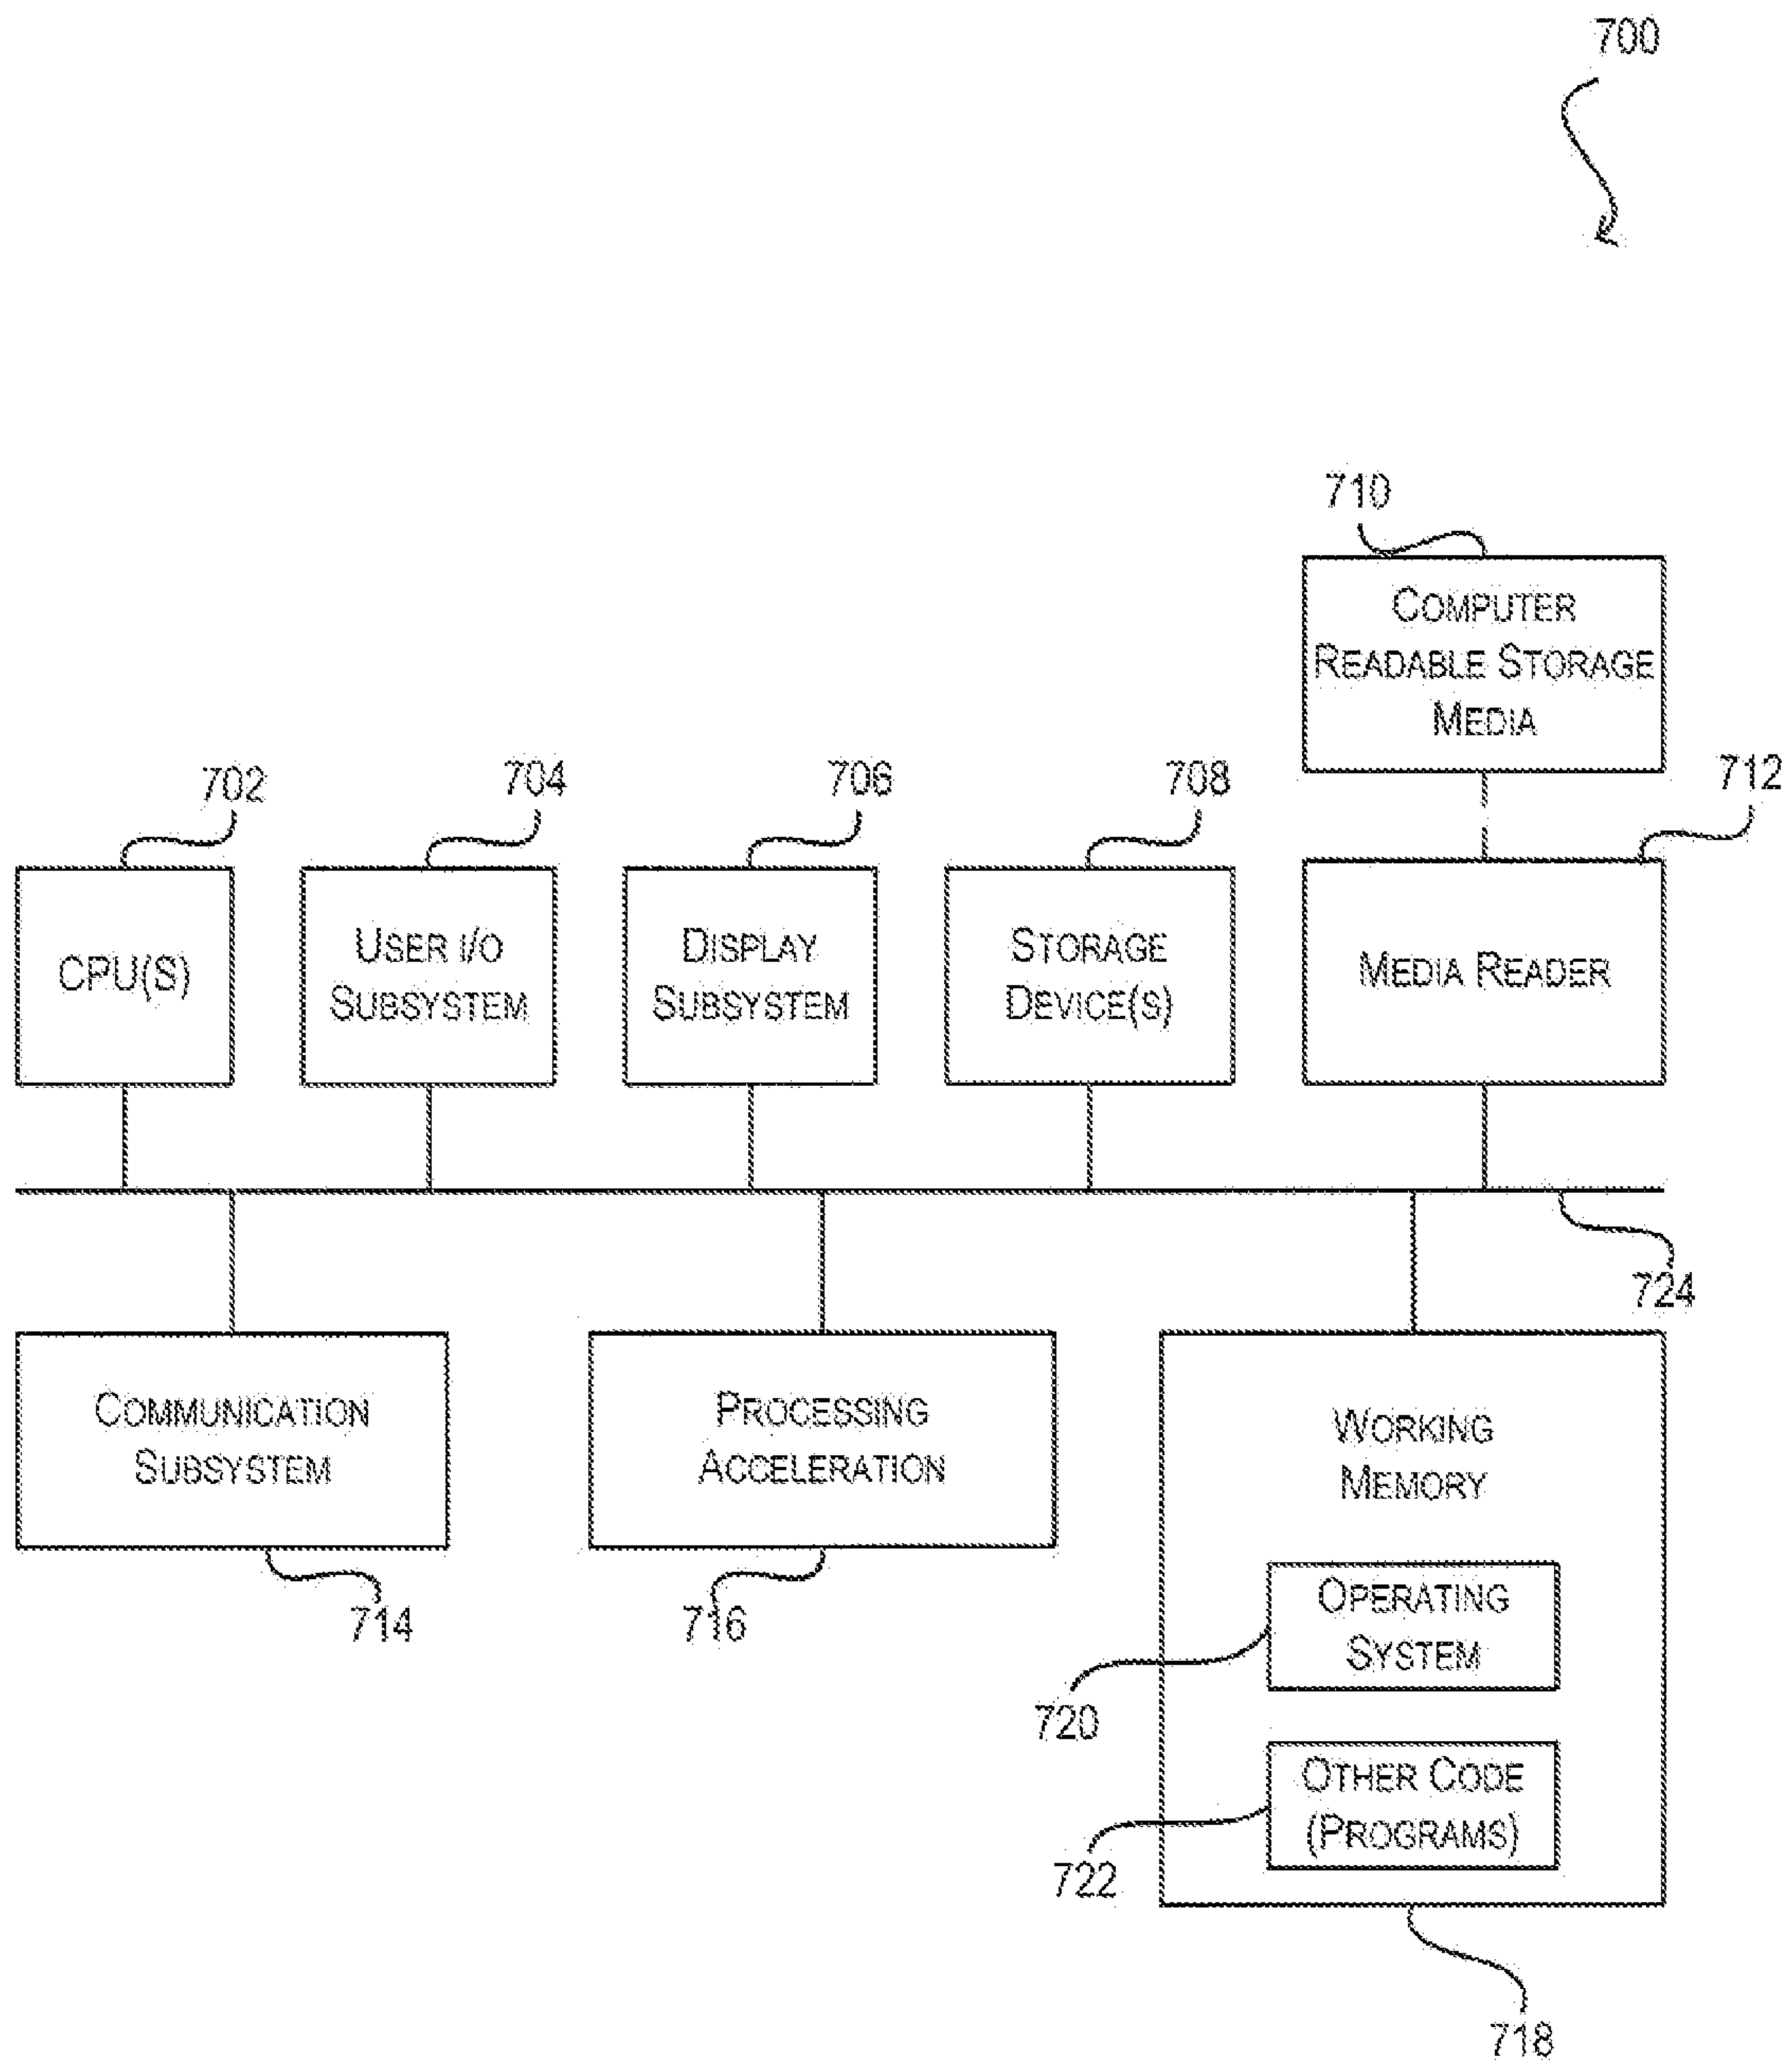 700
710
COMPUTER
READABLE STORAGE
MEDIA
702
704
706
708
712
CPU(S)
USER I/O
SUBSYSTEM
DISPLAY
SUBSYSTEM
STORAGE
DEVICE(S)
MEDIA READER
724
COMMUNICATION
SUBSYSTEM
PROCESSING
ACCELERATION
WORKING
MEMORY
714
716
OPERATING
SYSTEM
720
OTHER CODE
(PROGRAMS)
722
718